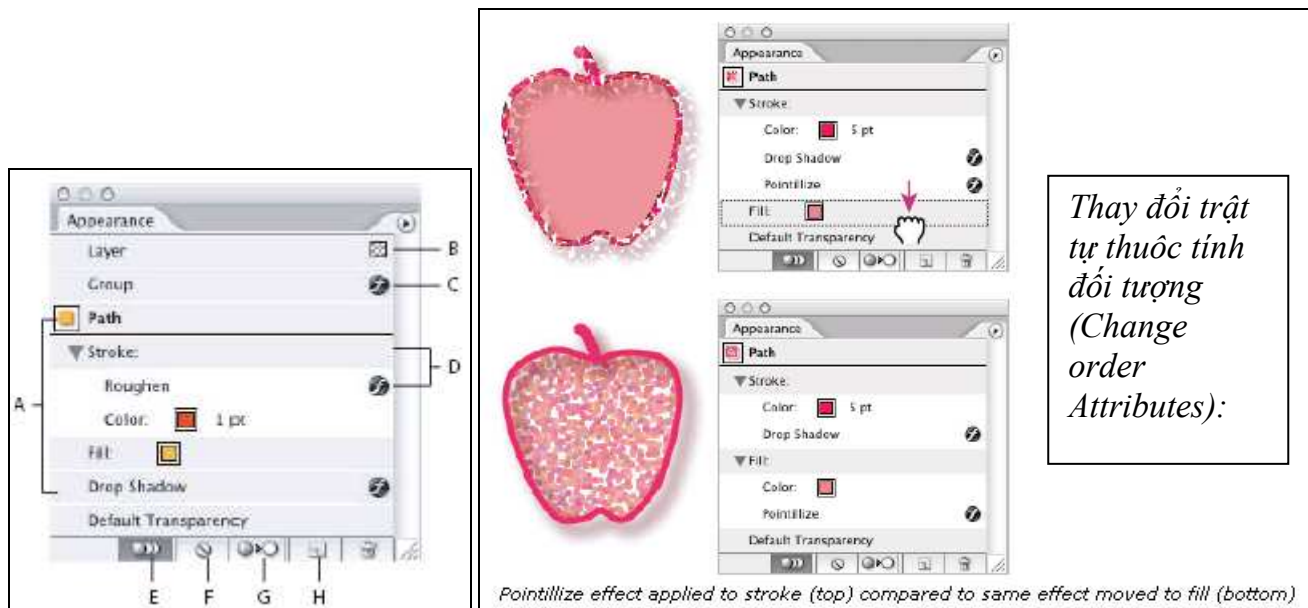 Appearance
Layer
B
Group
C
Path
Stroke:
D
Roughen
A
Color: 1 pt
Fill:
Drop Shadow
Default Transparency
E F G H
Appearance
Path
Stroke:
Color: 5 pt
Drop Shadow
Pointillize
Fill:
Default Transparency
Appearance
Path
Stroke:
Color: 5 pt
Drop Shadow
Fill:
Color:
Pointillize
Default Transparency
Pointillize effect applied to stroke (top) compared to same effect moved to fill (bottom)
Thay đổi trật
tự thuôc tính
đối tượng
(Change
order
Attributes):